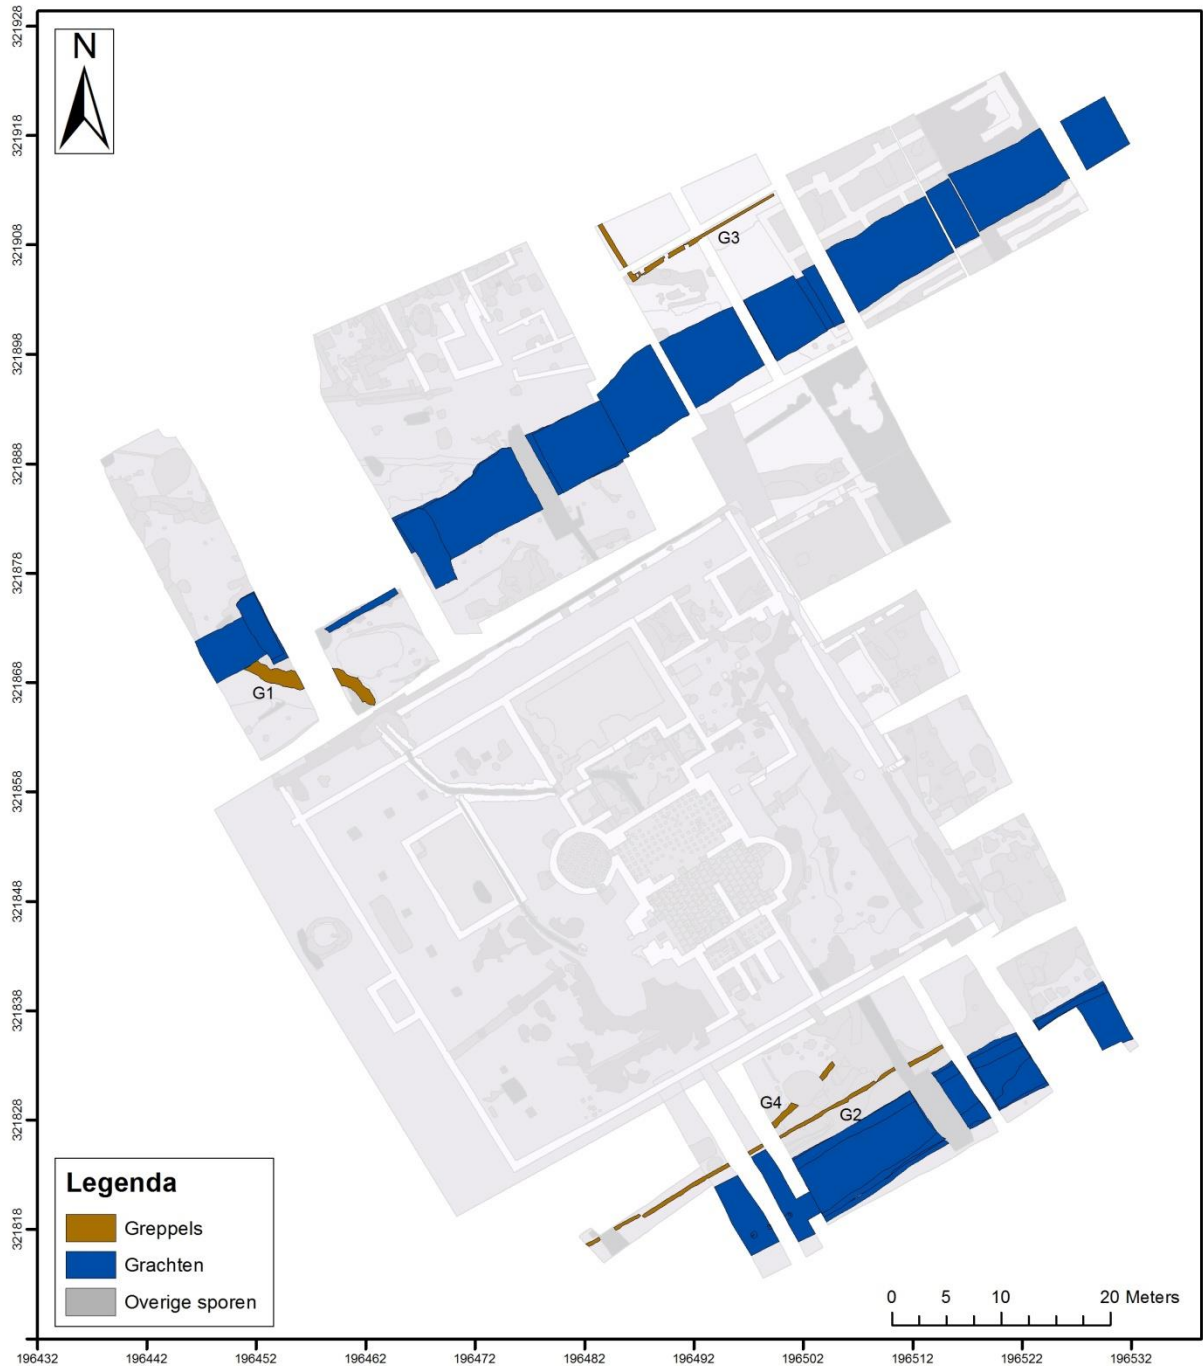 N
321928
321918
321908
321898
321888
321878
321868
321858
321848
321838
321828
321818
G3
G1
G4
G2
Legenda
Greppels
Grachten
Overige sporen
0 5 10 20 Meters
196432 196442 196452 196462 196472 196482 196492 196502 196512 196522 196532